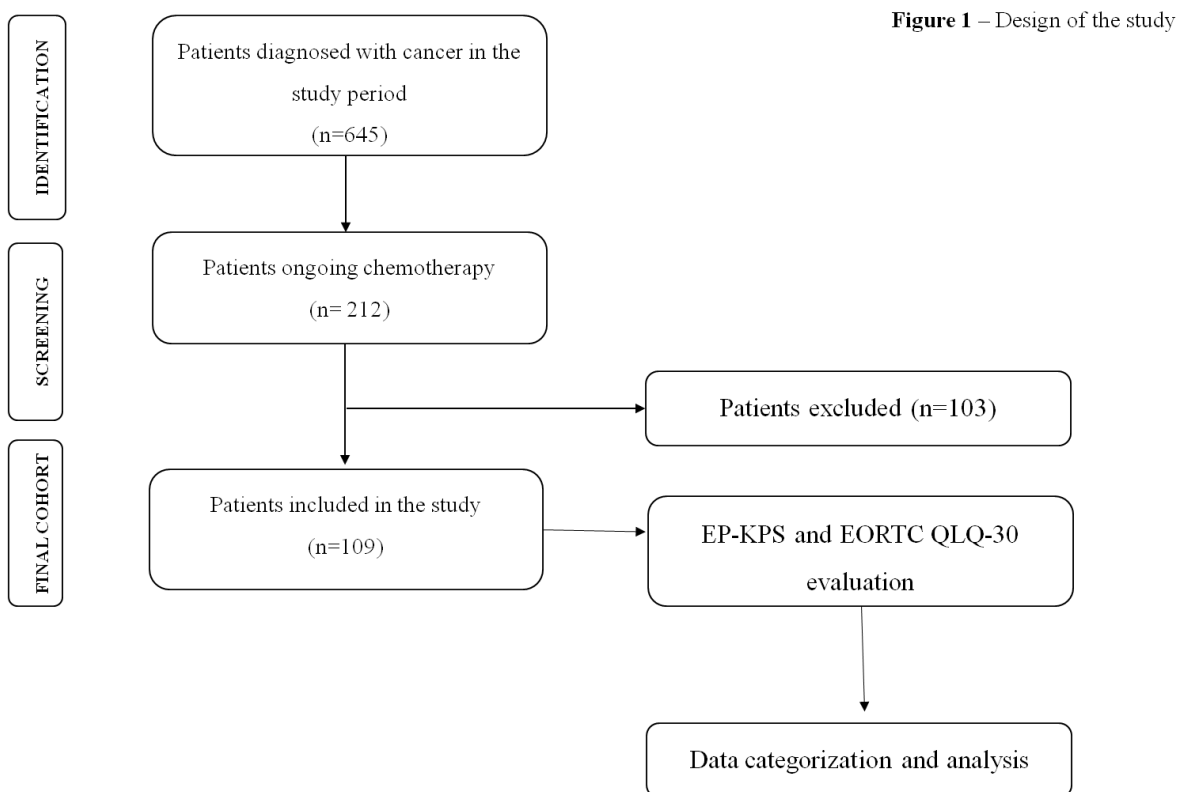 Figure 1 – Design of the study
IDENTIFICATION
Patients diagnosed with cancer in the
study period
(n=645)
SCREENING
Patients ongoing chemotherapy
(n= 212)
Patients excluded (n=103)
FINAL COHORT
Patients included in the study
(n=109)
EP-KPS and EORTC QLQ-30
evaluation
Data categorization and analysis